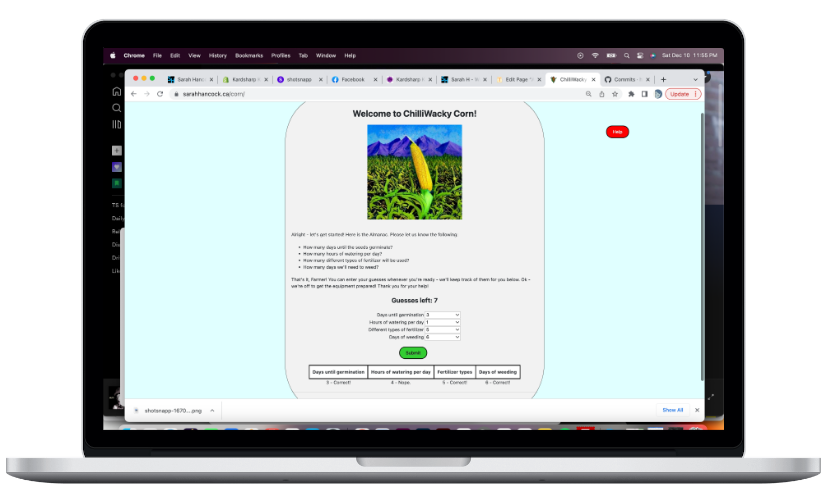 Chrome File Edit View History Bookmarks Profiles Tab Window Help Sat Dec 10 11:55 PM
Sarah Hanc Kardsharp shotsnapp Facebook Kardsharp Sarah H – Edit Page ChilliWacky Commits ·
sarahhancock.ca/corn/ Update
Welcome to ChilliWacky Corn!
Help
Alright - let's get started! Here is the Almanac. Please let us know the following:
How many days until the seeds germinate?
How many hours of watering per day?
How many different types of fertilizer will be used?
How many days we'll need to weed?
That's it, Farmer! You can enter your guesses whenever you're ready - we'll keep track of them for you below. Ok -
we're off to get the equipment prepared! Thank you for your help!
Guesses left: 7
Days until germination 3
Hours of watering per day 1
Different types of fertilizer 5
Days of weeding 6
Submit
Days until germination Hours of watering per day Fertilizer types Days of weeding
3 - Correct! 4 - Nope. 5 - Correct! 6 - Correct!
shotsnapp-1670....png Show All